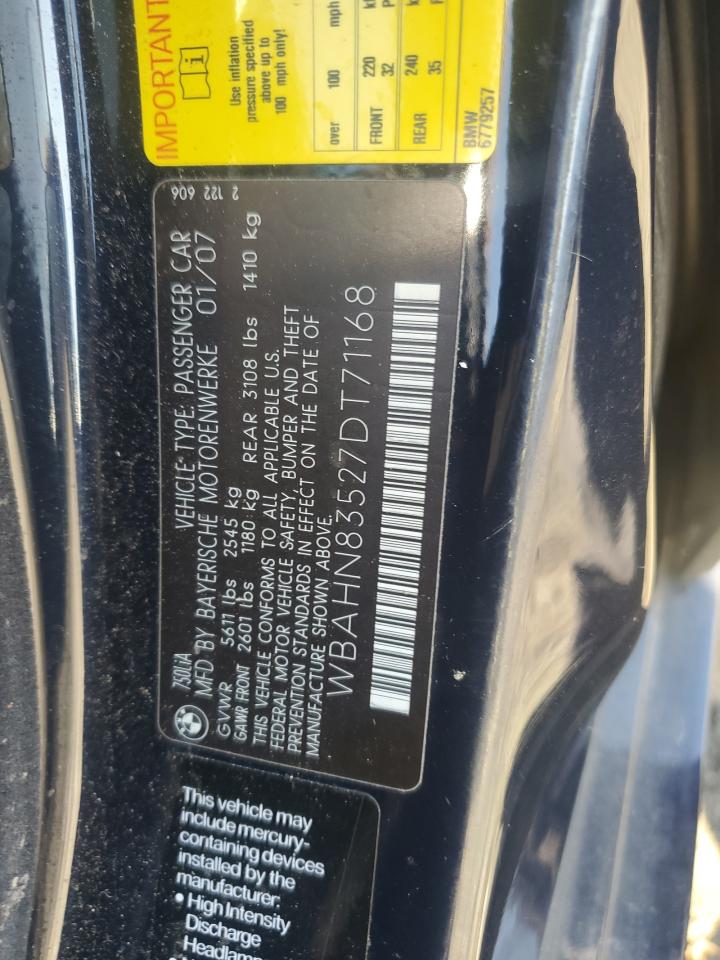 IMPORTANT
Use inflation
pressure specified
above up to
100 mph only!
over 100 mph
FRONT 220
32
REAR 240
35
BMW
6779257
2 122 606
750LiA VEHICLE TYPE: PASSENGER CAR
MFD BY BAYERISCHE MOTORENWERKE 01/07
GVWR 5611 lbs 2545 kg
GAWR FRONT 2601 lbs 1180 kg REAR 3108 lbs 1410 kg
THIS VEHICLE CONFORMS TO ALL APPLICABLE U.S.
FEDERAL MOTOR VEHICLE SAFETY, BUMPER AND THEFT
PREVENTION STANDARDS IN EFFECT ON THE DATE OF
MANUFACTURE SHOWN ABOVE.
WBAHN83527DT71168
This vehicle may
include mercury-
containing devices
installed by the
manufacturer:
• High Intensity
Discharge
Headlam